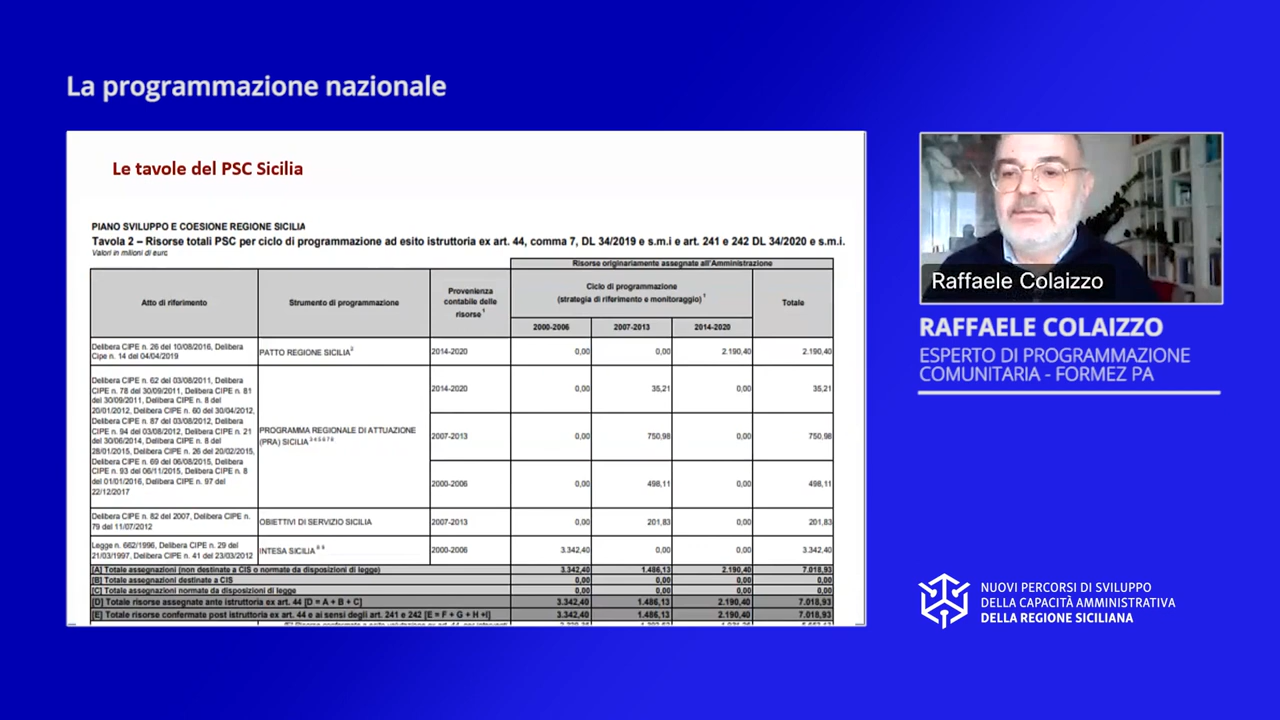 La programmazione nazionale
Le tavole del PSC Sicilia
PIANO SVILUPPO E COESIONE REGIONE SICILIA
Tavola 2 – Risorse totali PSC per ciclo di programmazione ad esito istruttoria ex art. 44, comma 7, DL 34/2019 e s.m.i e art. 241 e 242 DL 34/2020 e s.m.i.
Valori in milioni di euro
Risorse originariamente assegnate all'Amministrazione
Atto di riferimento
Strumento di programmazione
Provenienza
contabile delle
risorse 1
Ciclo di programmazione
(strategia di riferimento e monitoraggio) 1
Totale
2000-2006 2007-2013 2014-2020
Delibera CIPE n. 26 del 10/08/2016, Delibera
Cipe n. 14 del 04/04/2019
PATTO REGIONE SICILIA2
2014-2020 0,00 0,00 2.190,40 2.190,40
Delibera CIPE n. 62 del 03/08/2011, Delibera
CIPE n. 78 del 30/09/2011, Delibera CIPE n. 81
del 30/09/2011, Delibera CIPE n. 8 del
20/01/2012, Delibera CIPE n. 60 del 30/04/2012,
Delibera CIPE n. 87 del 03/08/2012, Delibera
CIPE n. 94 del 03/08/2012, Delibera CIPE n. 21
del 30/06/2014, Delibera CIPE n. 8 del
28/01/2015, Delibera CIPE n. 26 del 20/02/2015,
Delibera CIPE n. 69 del 06/08/2015, Delibera
CIPE n. 93 del 06/11/2015, Delibera CIPE n. 8
del 01/01/2016, Delibera CIPE n. 97 del
22/12/2017
PROGRAMMA REGIONALE DI ATTUAZIONE
(PRA) SICILIA
2014-2020 0,00 35,21 0,00 35,21
2007-2013 0,00 750,98 0,00 750,98
2000-2006 0,00 498,11 0,00 498,11
Delibera CIPE n. 82 del 2007, Delibera CIPE n.
79 del 11/07/2012
OBIETTIVI DI SERVIZIO SICILIA
2007-2013 0,00 201,83 0,00 201,83
Legge n. 662/1996, Delibera CIPE n. 29 del
21/03/1997, Delibera CIPE n. 41 del 23/03/2012
INTESA SICILIA
2000-2006 3.342,40 0,00 0,00 3.342,40
[A] Totale assegnazioni (non destinate a CIS o normate da disposizioni di legge) 3.342,40 1.486,13 2.190,40 7.018,93
[B] Totale assegnazioni destinate a CIS 0,00 0,00 0,00 0,00
[C] Totale assegnazioni normate da disposizioni di legge 0,00 0,00 0,00 0,00
[D] Totale risorse assegnate ante istruttoria ex art. 44 [D = A + B + C] 3.342,40 1.486,13 2.190,40 7.018,93
[E] Totale risorse confermate post istruttoria ex art. 44 e ai sensi degli art. 241 e 242 [E = F + G + H +I] 3.342,40 1.486,13 2.190,40 7.018,93
Raffaele Colaizzo
RAFFAELE COLAIZZO
ESPERTO DI PROGRAMMAZIONE
COMUNITARIA - FORMEZ PA
NUOVI PERCORSI DI SVILUPPO
DELLA CAPACITÀ AMMINISTRATIVA
DELLA REGIONE SICILIANA